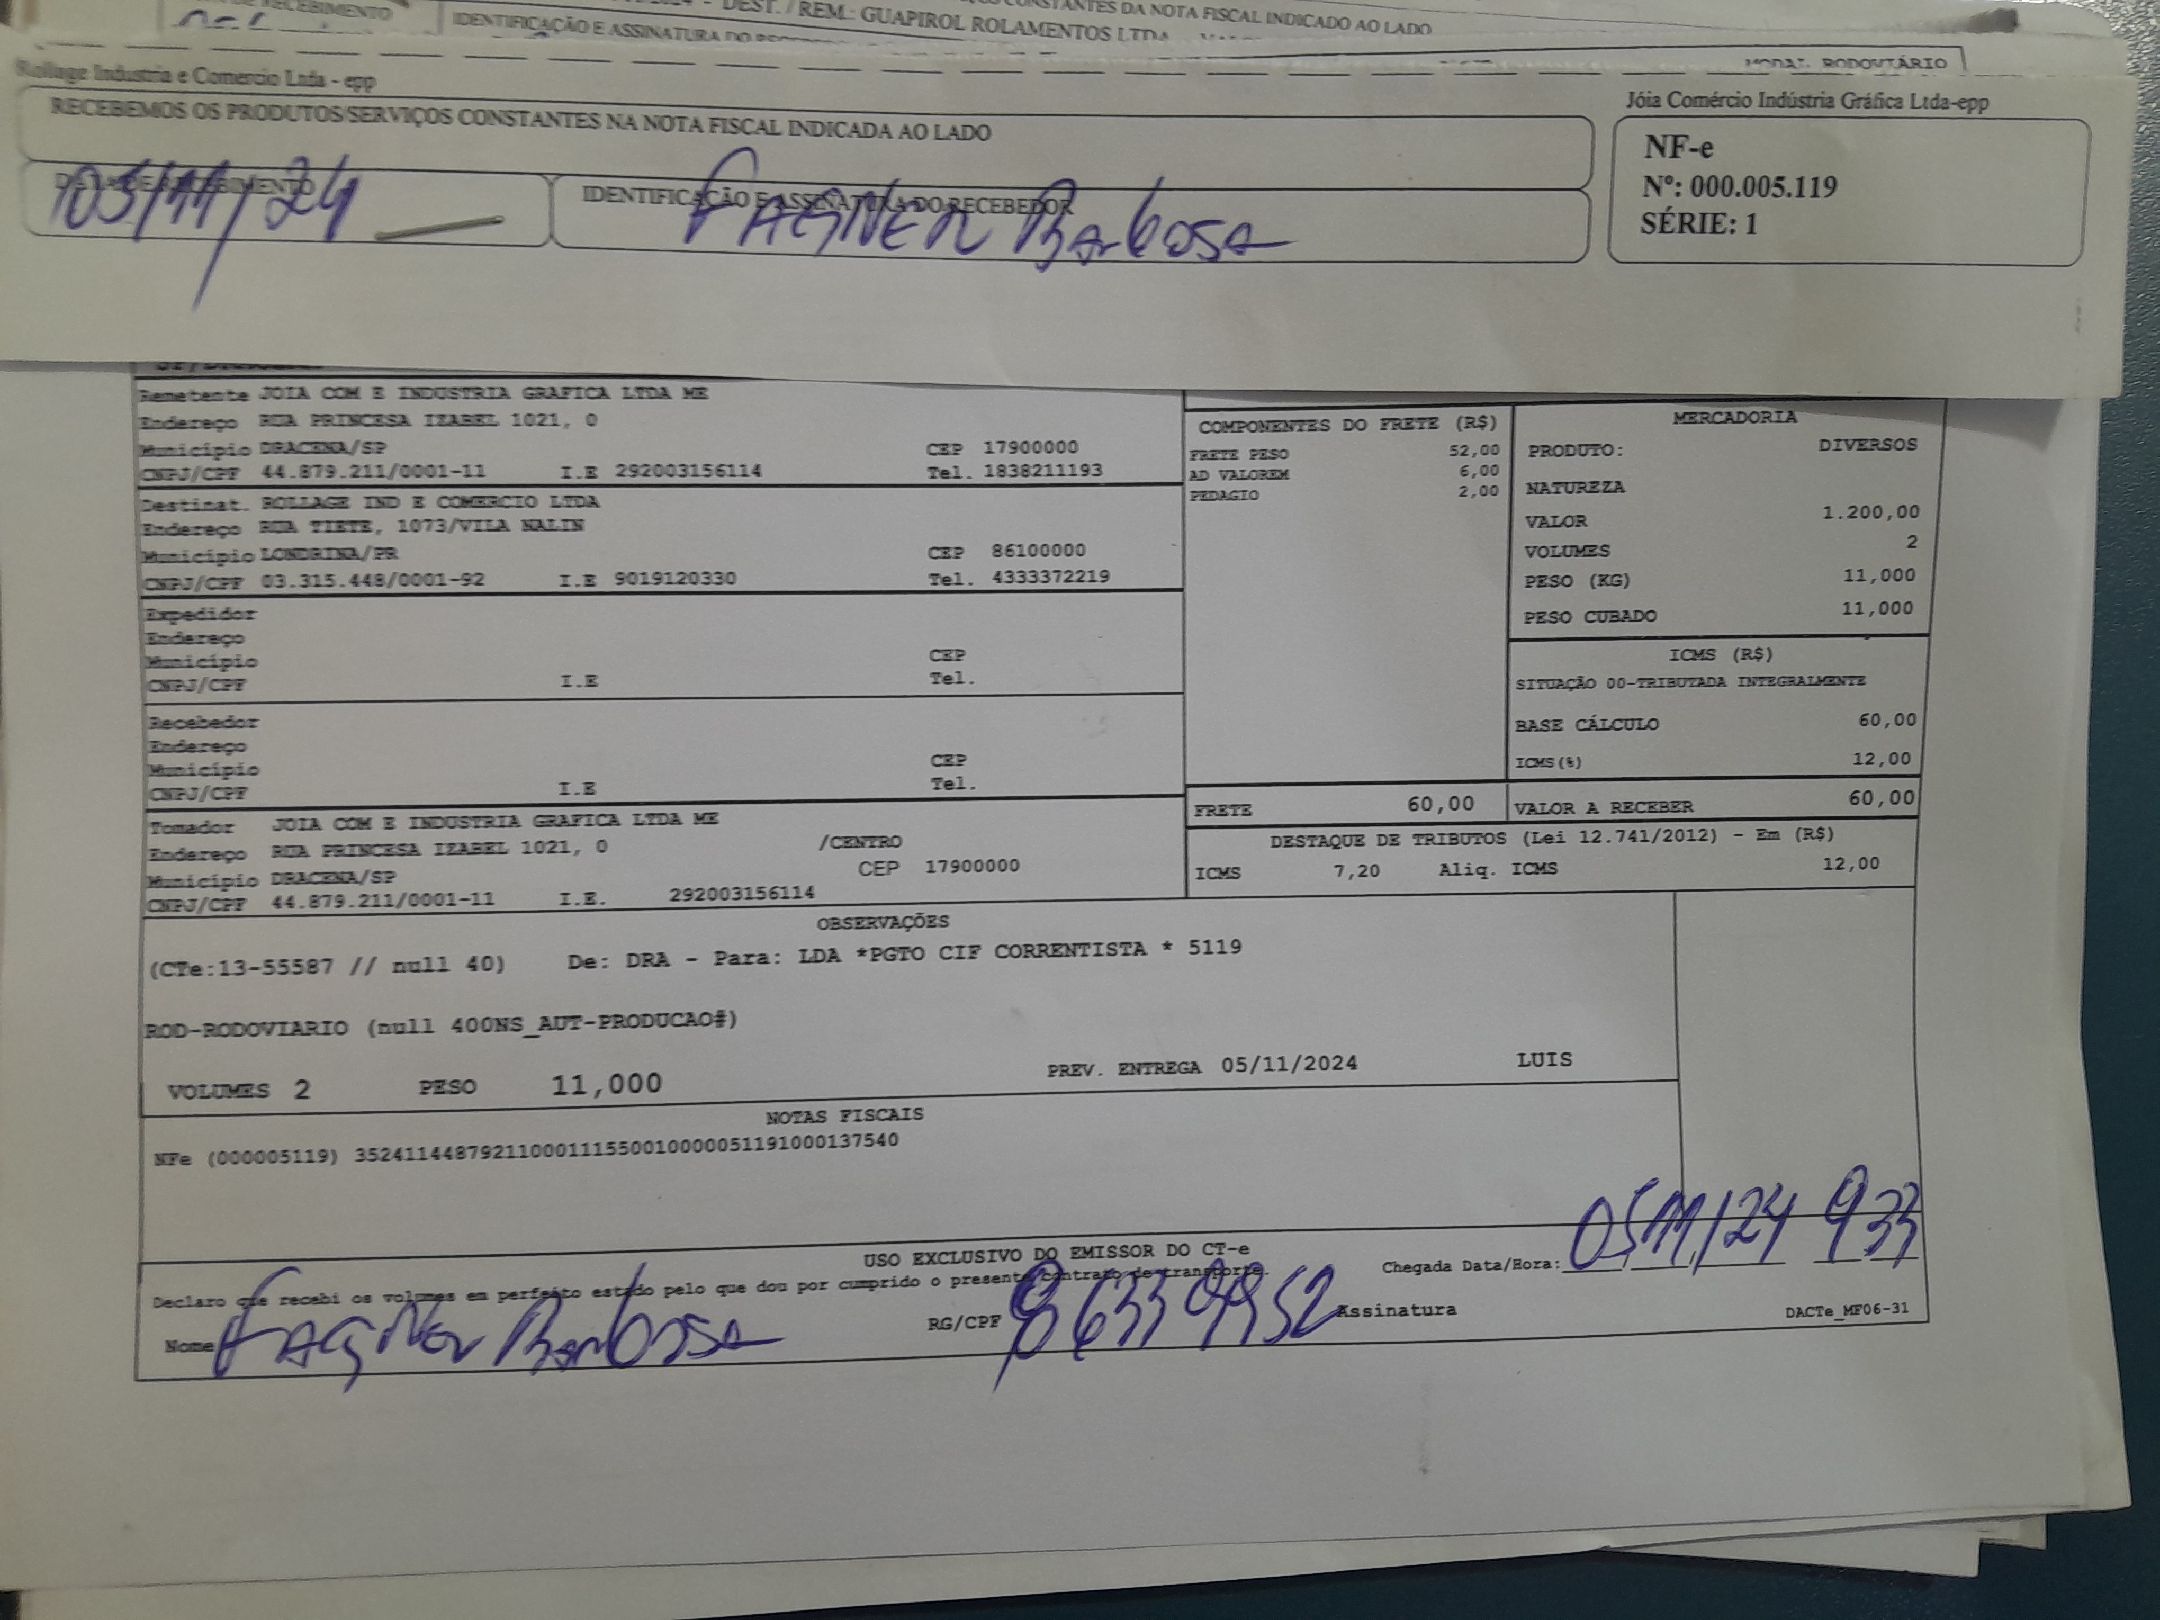 DE RECEBIMENTO
IDENTIFICAÇÃO E ASSINATURA DO
DEST. / REM.: GUAPIROL ROLAMENTOS LTDA
CONSTANTES DA NOTA FISCAL INDICADO AO LADO
MODAL RODOVIÁRIO
Rollage Industria e Comercio Ltda - epp
RECEBEMOS OS PRODUTOS/SERVIÇOS CONSTANTES NA NOTA FISCAL INDICADA AO LADO
DATA DE RECEBIMENTO
05/11/24
IDENTIFICAÇÃO E ASSINATURA DO RECEBEDOR
FAGNER Barbosa
Jóia Comércio Indústria Gráfica Ltda-epp
NF-e
Nº: 000.005.119
SÉRIE: 1
Remetente JOIA COM E INDUSTRIA GRAFICA LTDA ME
Endereço RUA PRINCESA IZABEL 1021, 0
Município DRACENA/SP CEP 17900000
CNPJ/CPF 44.879.211/0001-11 I.E 292003156114 Tel. 1838211193
Destinat. ROLLAGE IND E COMERCIO LTDA
Endereço RUA TIETE, 1073/VILA NALIN
Município LONDRINA/PR CEP 86100000
CNPJ/CPF 03.315.448/0001-92 I.E 9019120330 Tel. 4333372219
Expedidor
Endereço
Município CEP
CNPJ/CPF I.E Tel.
Recebedor
Endereço
Município CEP
CNPJ/CPF I.E Tel.
Tomador JOIA COM E INDUSTRIA GRAFICA LTDA ME
Endereço RUA PRINCESA IZABEL 1021, 0 /CENTRO
Município DRACENA/SP CEP 17900000
CNPJ/CPF 44.879.211/0001-11 I.E. 292003156114
COMPONENTES DO FRETE (R$)
FRETE PESO 52,00
AD VALOREM 6,00
PEDAGIO 2,00
MERCADORIA
PRODUTO: DIVERSOS
NATUREZA
VALOR 1.200,00
VOLUMES 2
PESO (KG) 11,000
PESO CUBADO 11,000
ICMS (R$)
SITUAÇÃO 00-TRIBUTADA INTEGRALMENTE
BASE CÁLCULO 60,00
ICMS(%) 12,00
FRETE 60,00 VALOR A RECEBER 60,00
DESTAQUE DE TRIBUTOS (Lei 12.741/2012) - Em (R$)
ICMS 7,20 Aliq. ICMS 12,00
OBSERVAÇÕES
(CTe:13-55587 // null 40) De: DRA - Para: LDA *PGTO CIF CORRENTISTA * 5119
ROD-RODOVIARIO (null 400NS_AUT-PRODUCAO#)
VOLUMES 2 PESO 11,000 PREV. ENTREGA 05/11/2024 LUIS
NOTAS FISCAIS
NFe (000005119) 35241144879211000111550010000051191000137540
USO EXCLUSIVO DO EMISSOR DO CT-e
Declaro que recebi os volumes em perfeito estado pelo que dou por cumprido o presente contrato de transporte.
Chegada Data/Hora: 05/11/24 9 33
Nome FAGNER Barbosa RG/CPF 86339952 Assinatura
DACTe_MF06-31